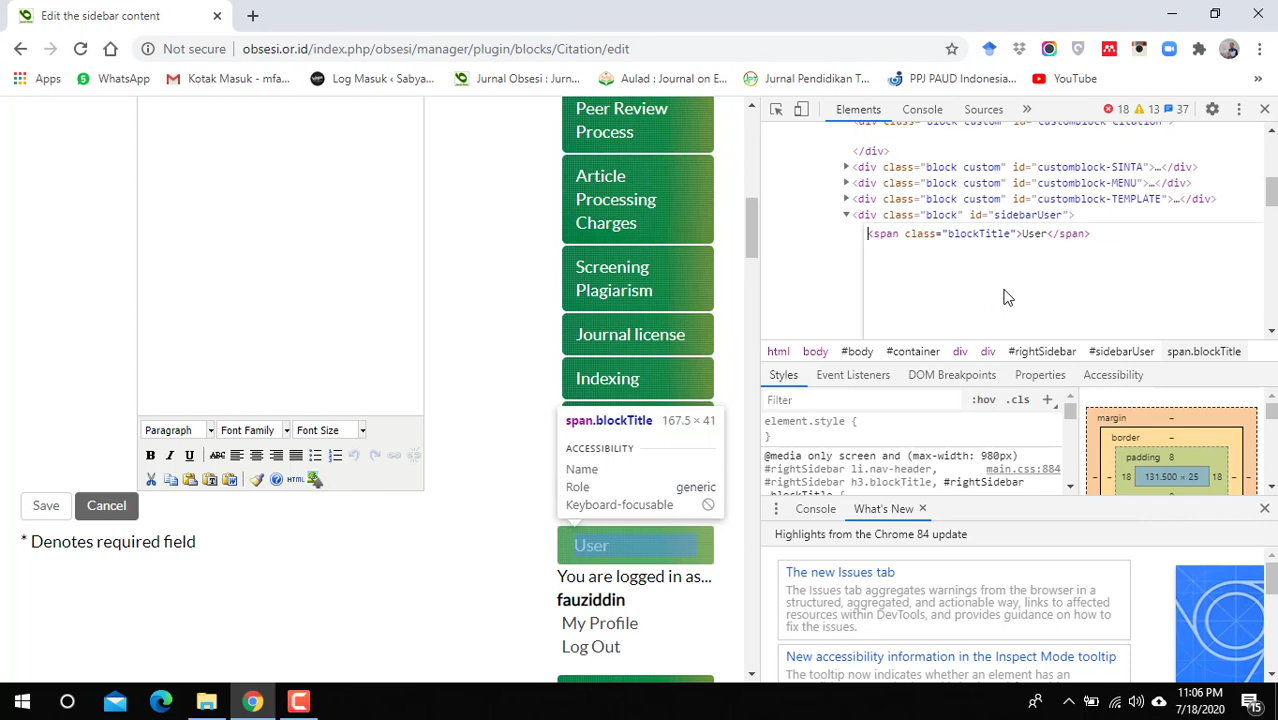 Edit the sidebar content
Not secure
obsesi.or.id/index.php/obsesi/manager/plugin/blocks/Citation/edit
Apps
WhatsApp
Kotak Masuk - mfa...
Log Masuk ‹ Sabya...
Jurnal Obsesi : Jurn...
Aulad : Journal on E...
Jurnal Pendidikan T...
PPJ PAUD Indonesia...
YouTube
»
Peer Review
Process
Article
Processing
Charges
Screening
Plagiarism
Journal license
Indexing
span.blockTitle 167.5 × 41
ACCESSIBILITY
Name
Role generic
Keyboard-focusable
User
You are logged in as...
fauziddin
My Profile
Log Out
Paragraph
Font Family
Font Size
B I U ABC
HTML
Save
Cancel
* Denotes required field
Elements Console Sources » 18 13 37
<div class="block custom" id="customblock-Citation">
</div>
<div class="block custom" id="customblock-SINTA">…</div>
<div class="block custom" id="customblock-MENU">…</div>
<div class="block custom" id="customblock-TEMPLATE">…</div>
<div class="block" id="sidebarUser">
<span class="blockTitle">User</span>
html body #body #container div div #rightSidebar #sidebarUser span.blockTitle
Styles Event Listeners DOM Breakpoints Properties Accessibility
Filter :hov .cls +
element.style {
}
@media only screen and (max-width: 980px)
#rightSidebar li.nav-header, main.css:884
#rightSidebar h3.blockTitle, #rightSidebar
margin –
border –
padding 8
– – 18 131.500 × 25 18 – –
Console What's New
Highlights from the Chrome 84 update
The new Issues tab
The Issues tab aggregates warnings from the browser in a
structured, aggregated, and actionable way, links to affected
resources within DevTools, and provides guidance on how to
fix the issues.
New accessibility information in the Inspect Mode tooltip
The tooltip now indicates whether an element has an
11:06 PM
7/18/2020
15